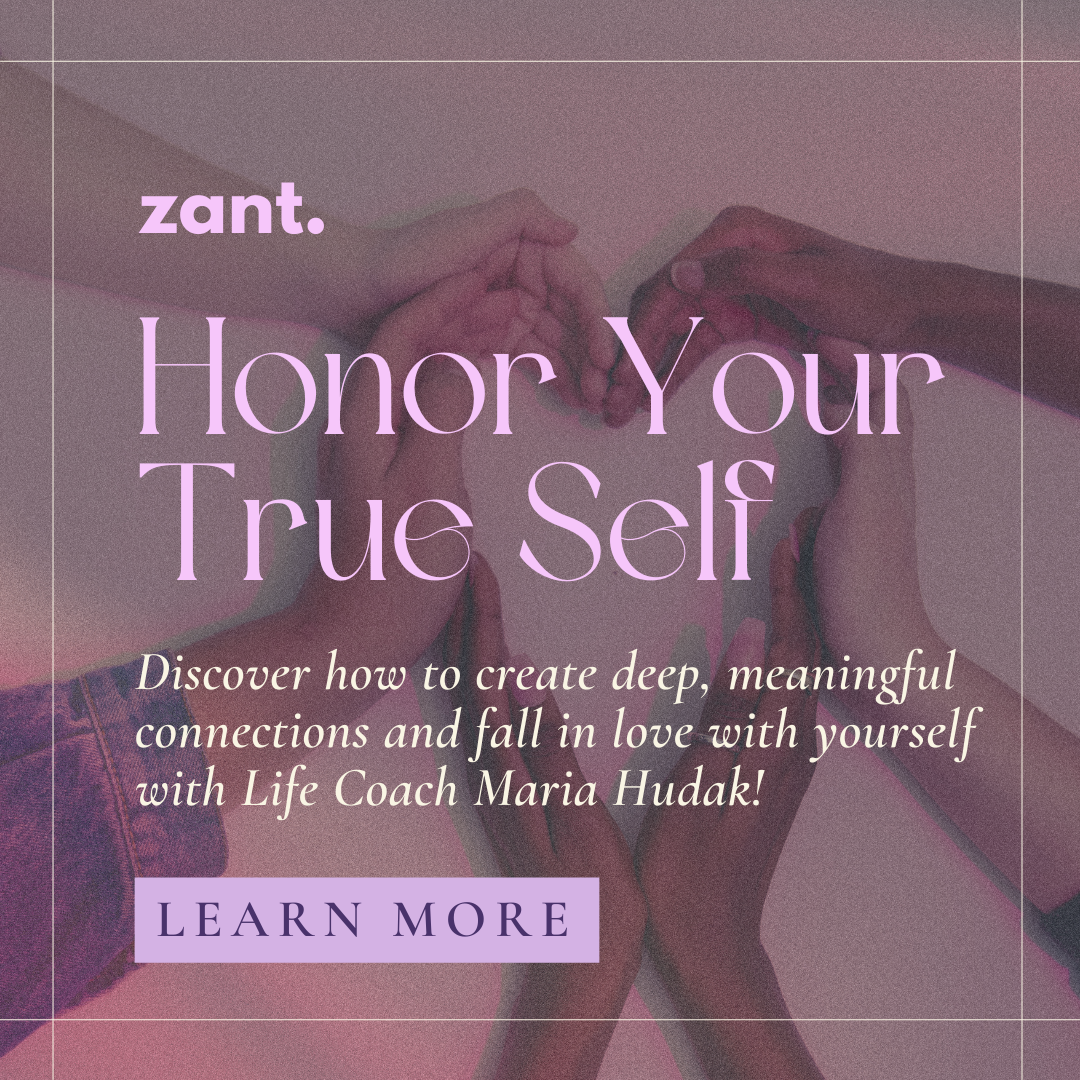 zant.
Honor Your
True Self
Discover how to create deep, meaningful
connections and fall in love with yourself
with Life Coach Maria Hudak!
LEARN MORE